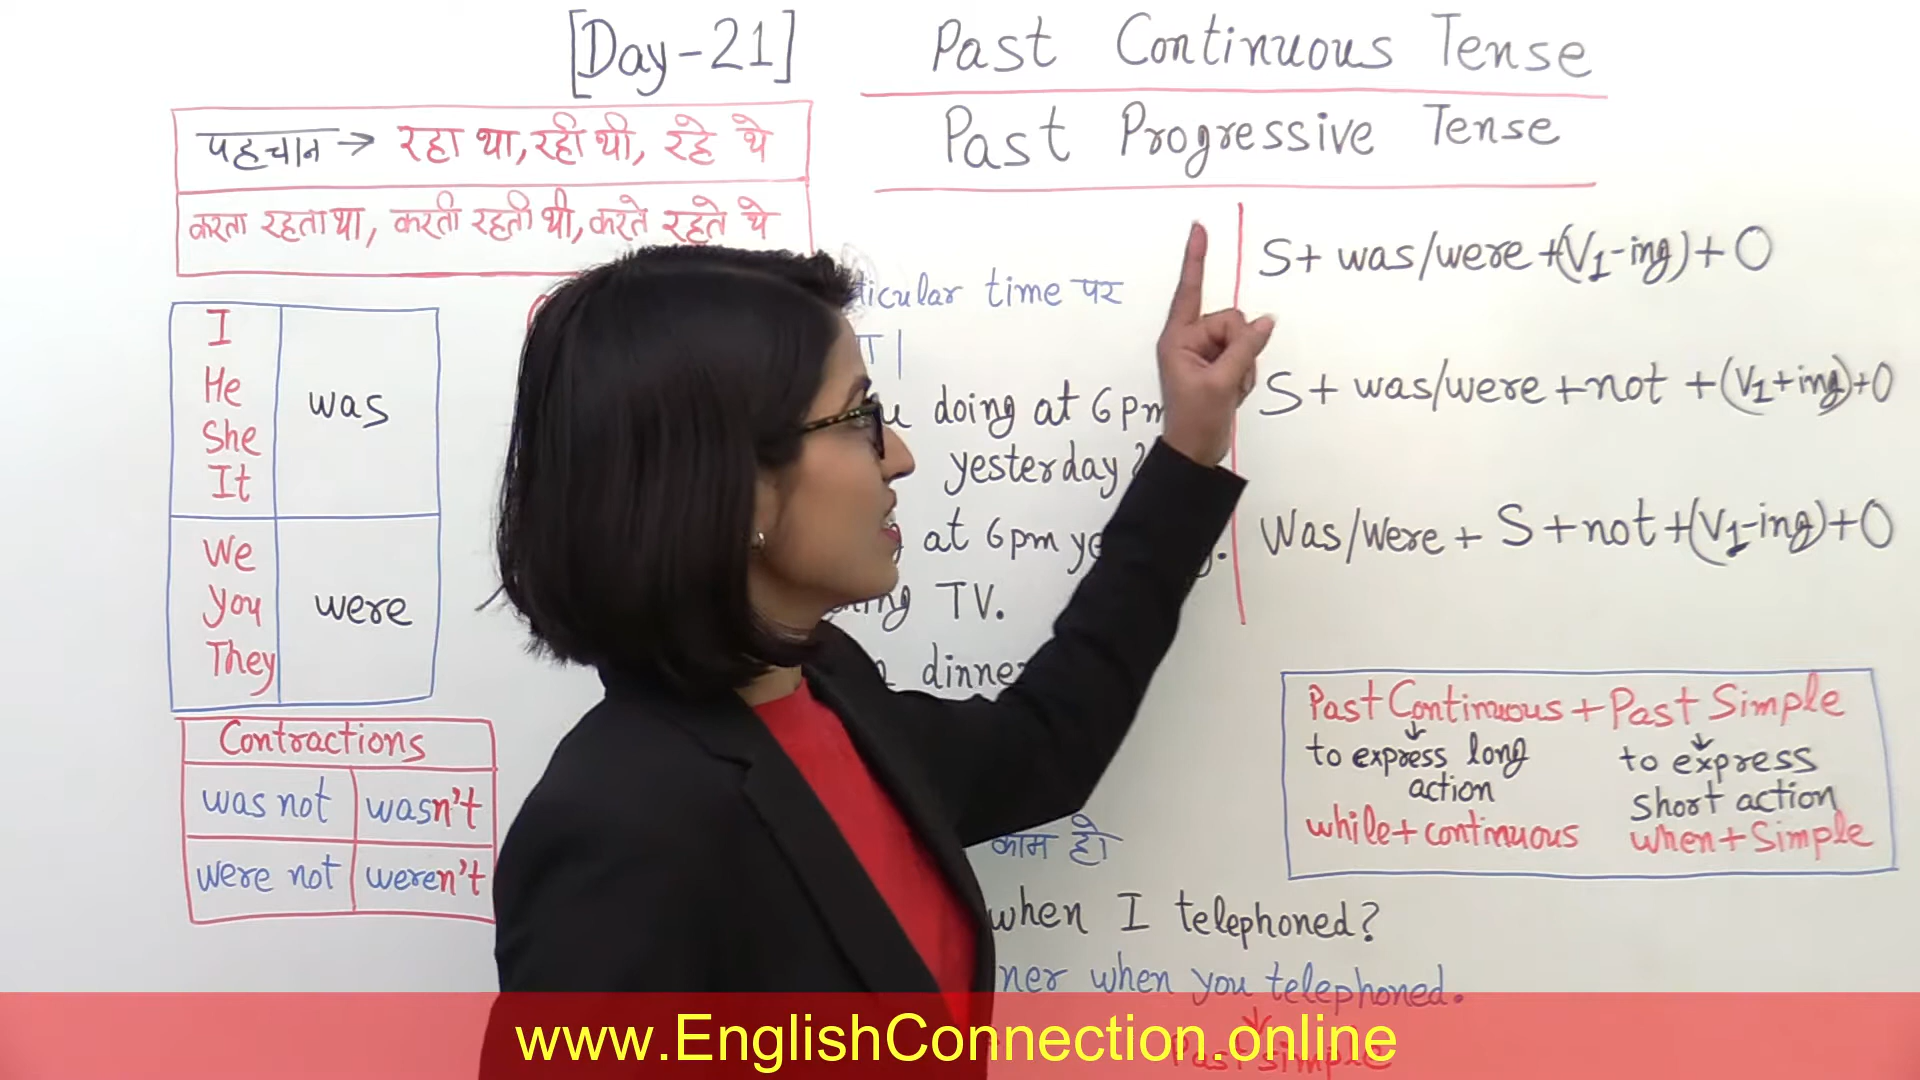 [Day-21]
Past Continuous Tense
Past Progressive Tense
पहचान → रहा था, रही थी, रहे थे
करता रहता था, करती रहती थी, करते रहते थे
I
He
She
It
was
We
you
They
were
Contractions
was not wasn't
were not weren't
time पर
doing at 6pm
yesterday?
at 6pm
TV.
काम हो
when I telephoned?
when you telephoned.
Past simple
S+ was/were +(V1-ing)+O
S+ was/were +not +(V1+ing)+O
Was/Were + S+not+(V1-ing)+O
Past Continuous + Past Simple
↓ ↓
to express long action
to express short action
while + continuous
when + Simple
www.EnglishConnection.online